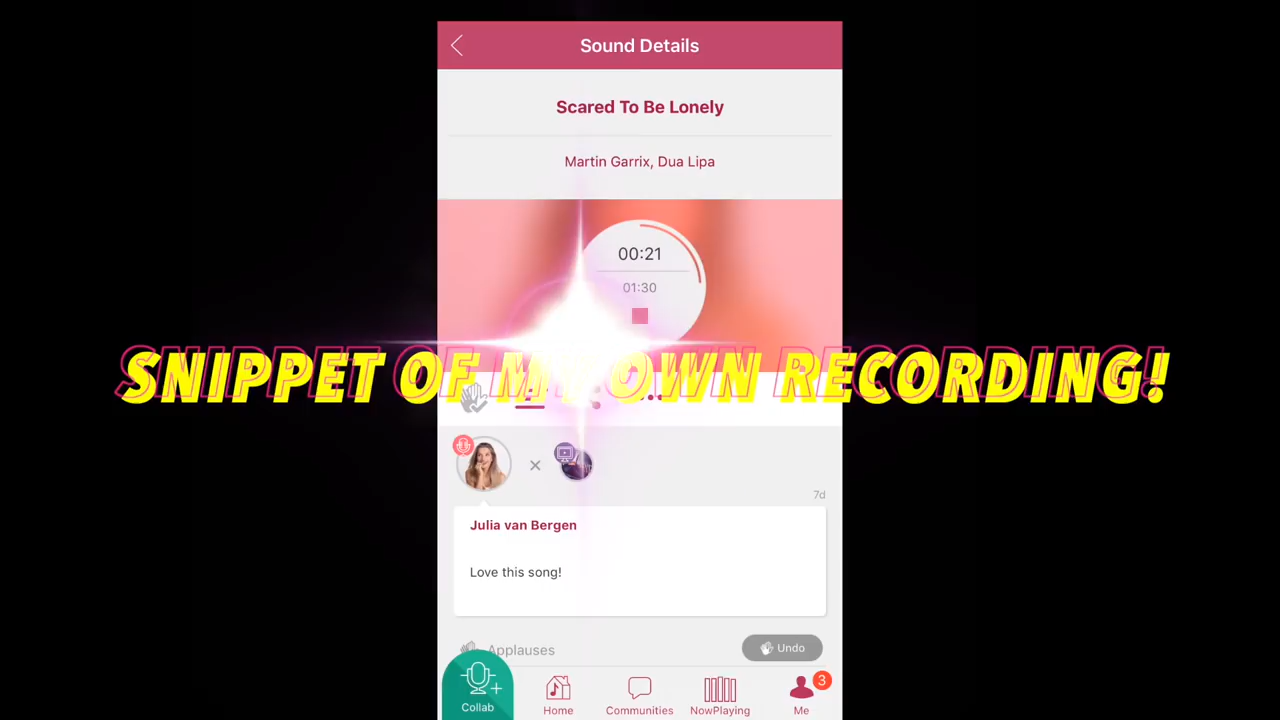 Sound Details
Scared To Be Lonely
Martin Garrix, Dua Lipa
00:21
01:30
SNIPPET OF MY OWN RECORDING!
7d
Julia van Bergen
Love this song!
Applauses
Undo
Collab
Home
Communities
NowPlaying
3
Me